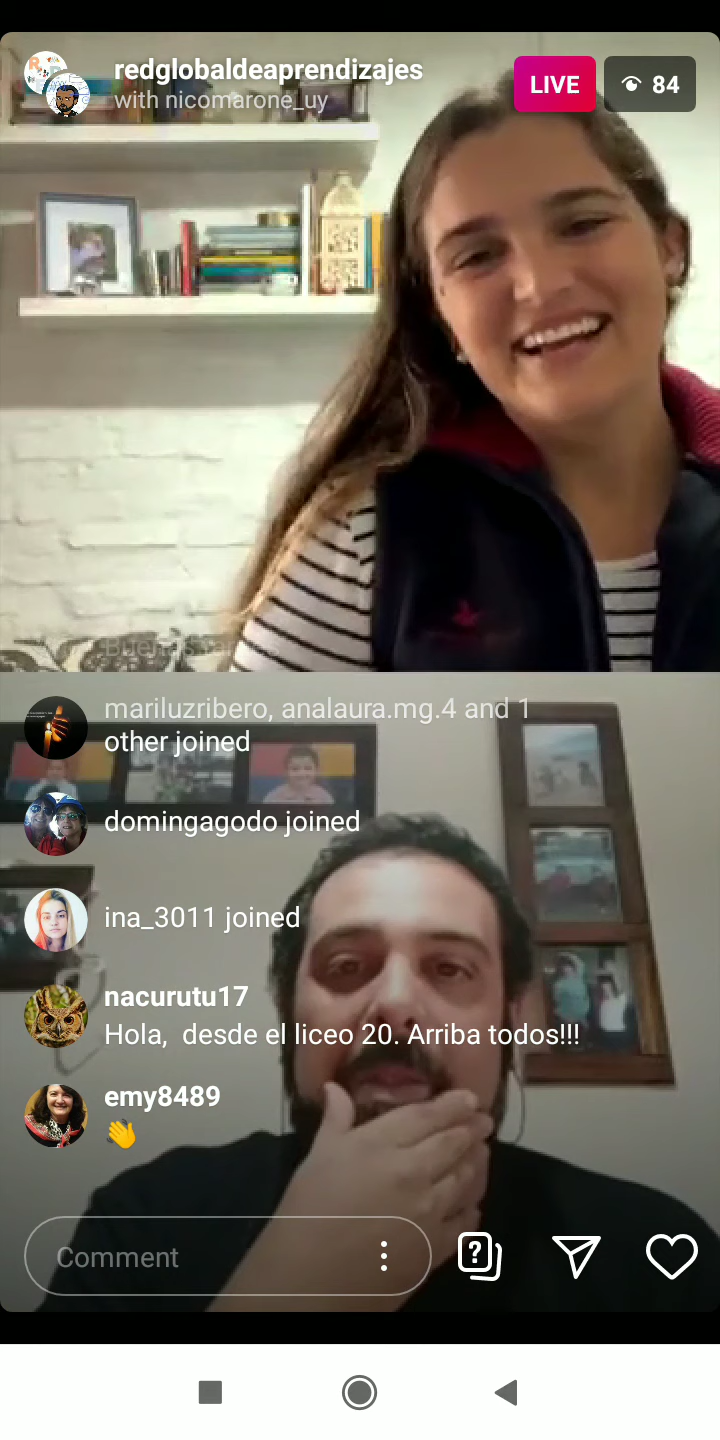 redglobaldeaprendizajes
with nicomarone_uy
LIVE
84
mariluzribero, analaura.mg.4 and 1
other joined
domingagodo joined
ina_3011 joined
nacurutu17
Hola,  desde el liceo 20. Arriba todos!!!
emy8489
👋
Comment